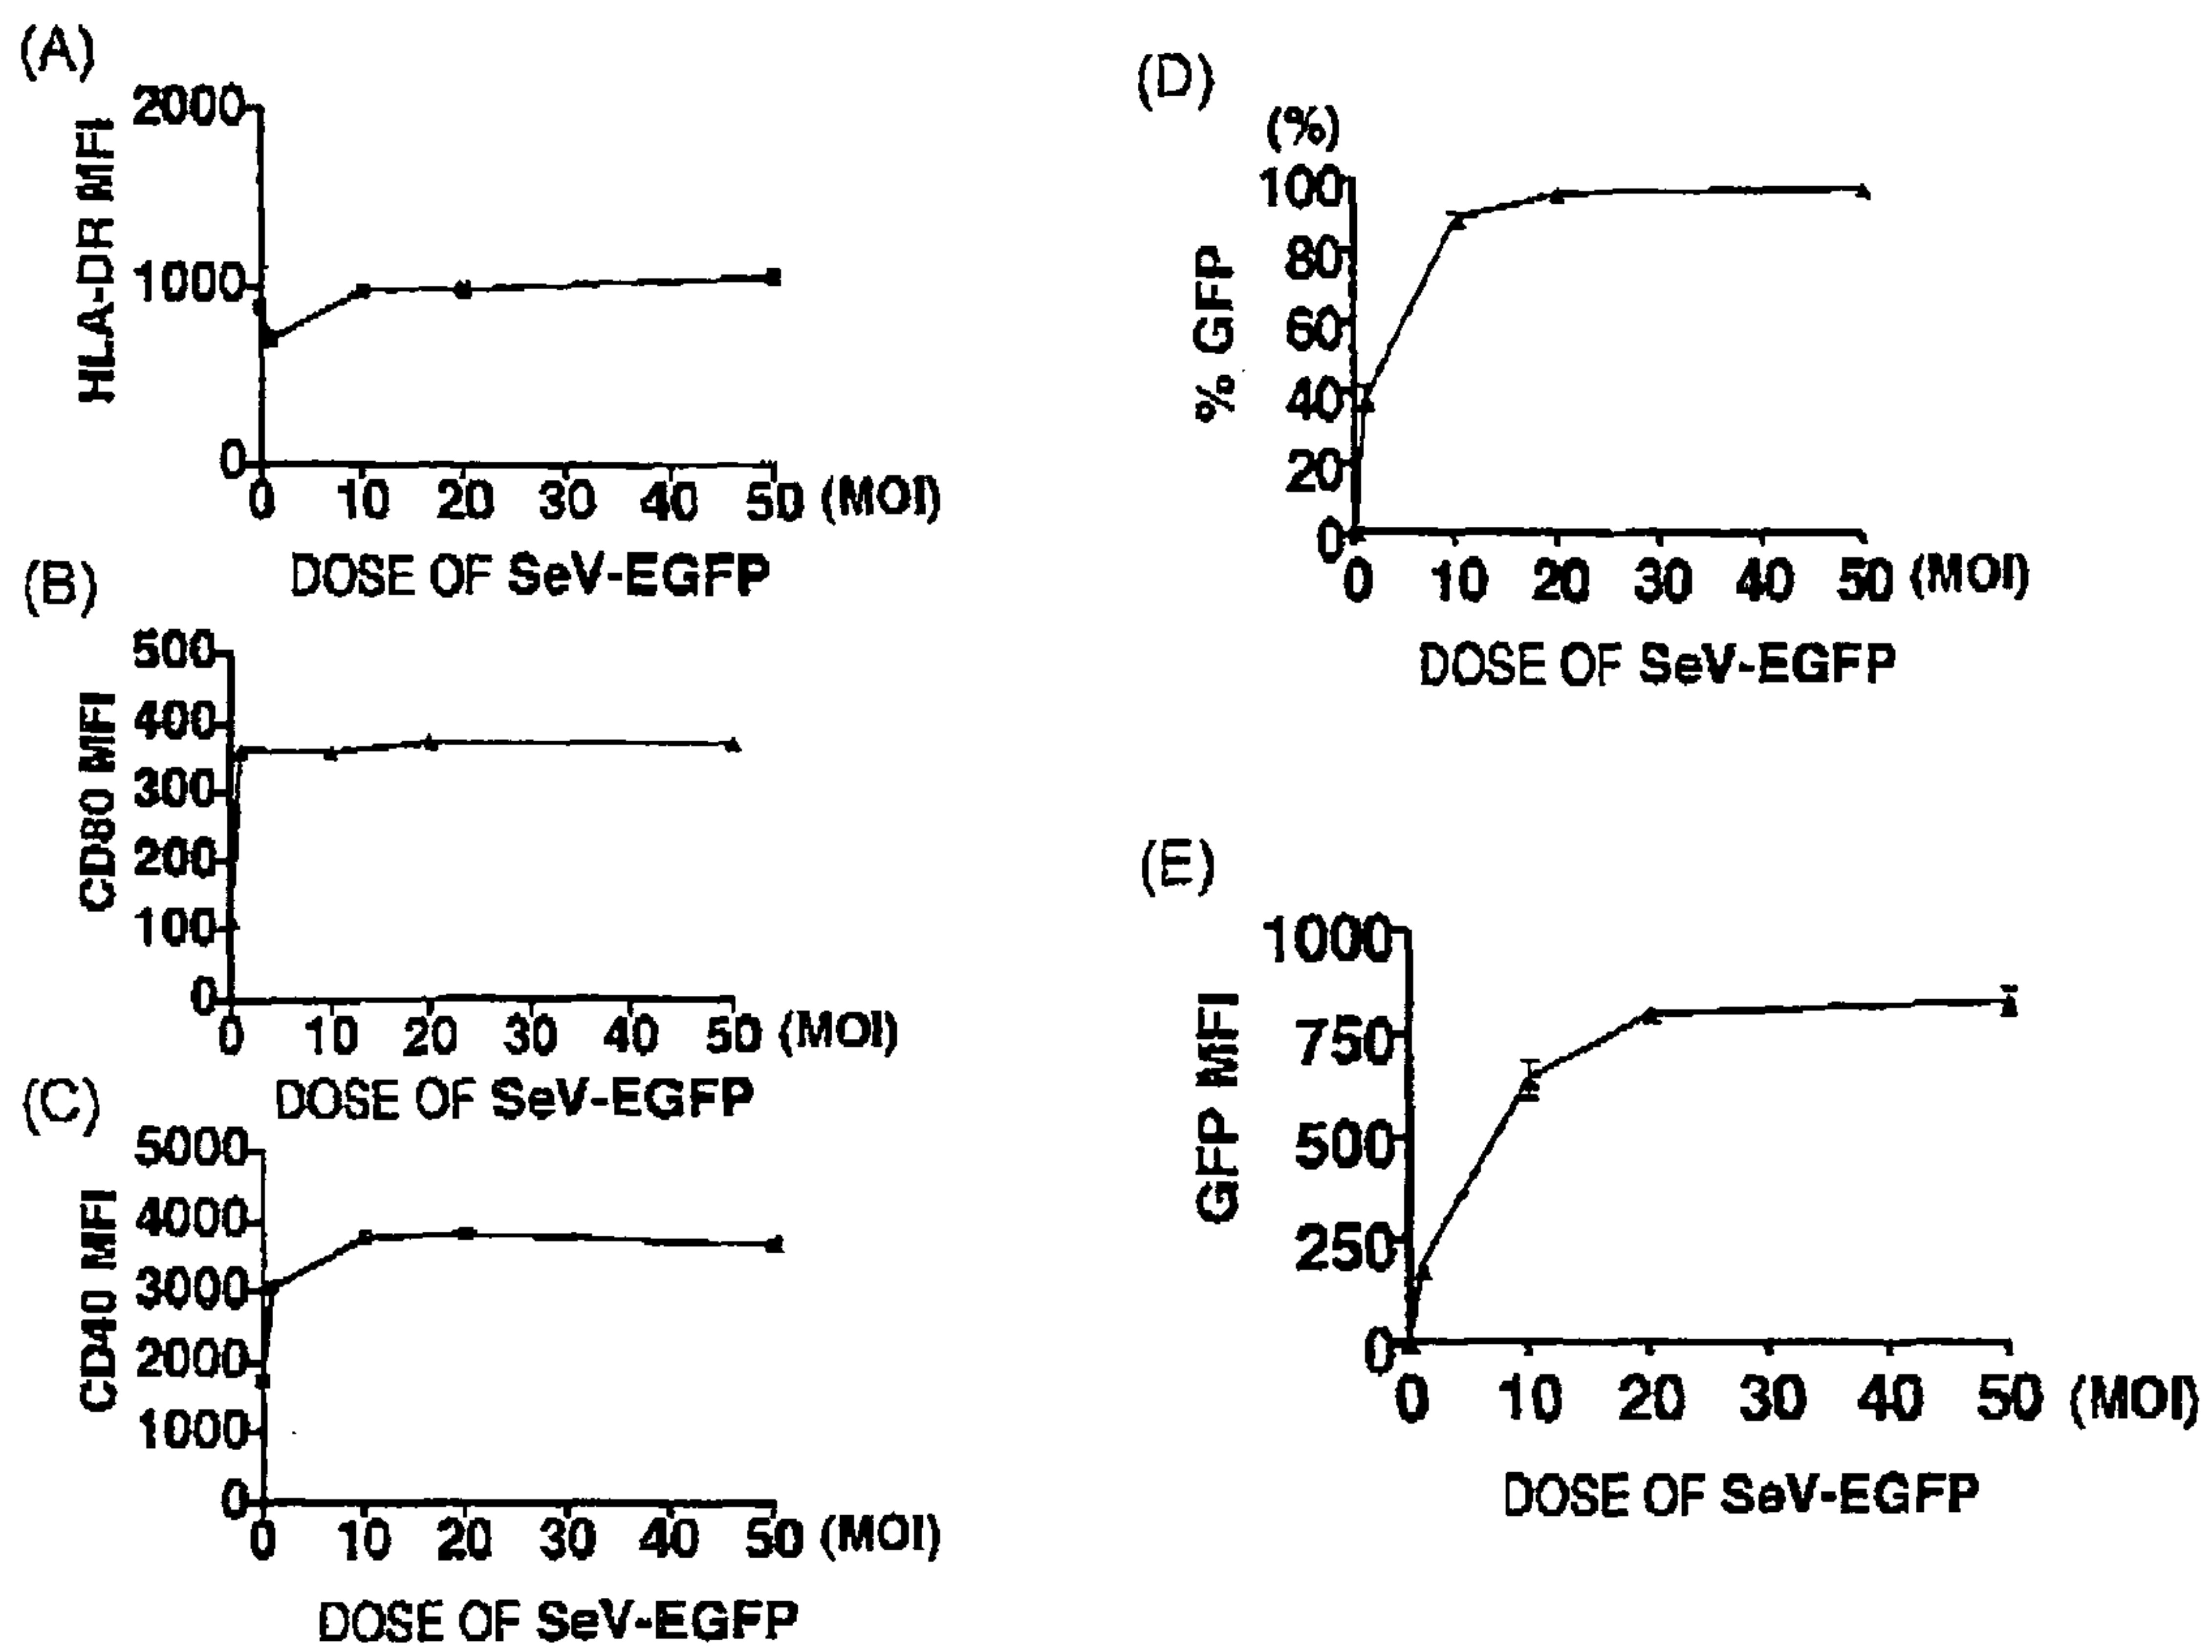 (A)
HLA-DR MFI
2000
1000
0
0 10 20 30 40 50 (MOI)
DOSE OF SeV-EGFP
(B)
CD80 MFI
500
400
300
200
100
0
0 10 20 30 40 50 (MOI)
DOSE OF SeV-EGFP
(C)
CD40 MFI
5000
4000
3000
2000
1000
0
0 10 20 30 40 50 (MOI)
DOSE OF SeV-EGFP
(D)
(%)
% GFP
100
80
60
40
20
0
0 10 20 30 40 50 (MOI)
DOSE OF SeV-EGFP
(E)
GFP MFI
1000
750
500
250
0
0 10 20 30 40 50 (MOI)
DOSE OF SeV-EGFP